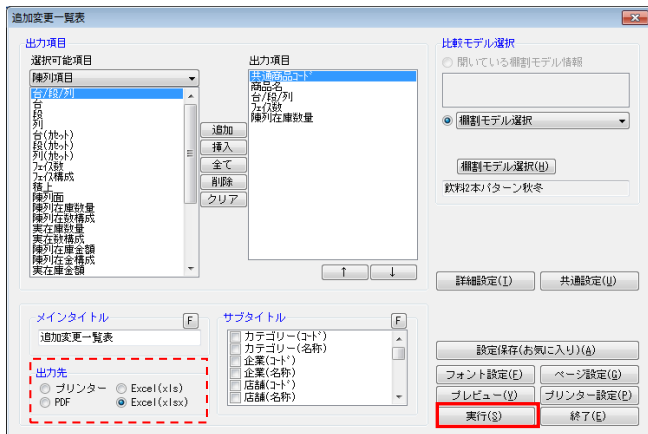 追加変更一覧表
出力項目
選択可能項目
陳列項目
台/段/列
台
段
列
台(ｶｾｯﾄ)
段(ｶｾｯﾄ)
列(ｶｾｯﾄ)
ﾌｪｲｽ数
ﾌｪｲｽ構成
積上
陳列面
陳列在庫数量
陳列在数構成
実在庫数量
実在数構成
陳列在庫金額
陳列在金構成
実在庫金額
追加
挿入
全て
削除
クリア
出力項目
共通商品ｺｰﾄﾞ
商品名
台/段/列
ﾌｪｲｽ数
陳列在庫数量
↑ ↓
比較モデル選択
開いている棚割モデル情報
棚割モデル選択
棚割モデル選択(H)
飲料2本パターン秋冬
詳細設定(I) 共通設定(U)
メインタイトル F
追加変更一覧表
出力先
プリンター Excel(xls)
PDF Excel(xlsx)
サブタイトル F
カテゴリー(ｺｰﾄﾞ)
カテゴリー(名称)
企業(ｺｰﾄﾞ)
企業(名称)
店舗(ｺｰﾄﾞ)
店舗(名称)
設定保存(お気に入り)(A)
フォント設定(F) ページ設定(G)
プレビュー(V) プリンター設定(P)
実行(S) 終了(E)